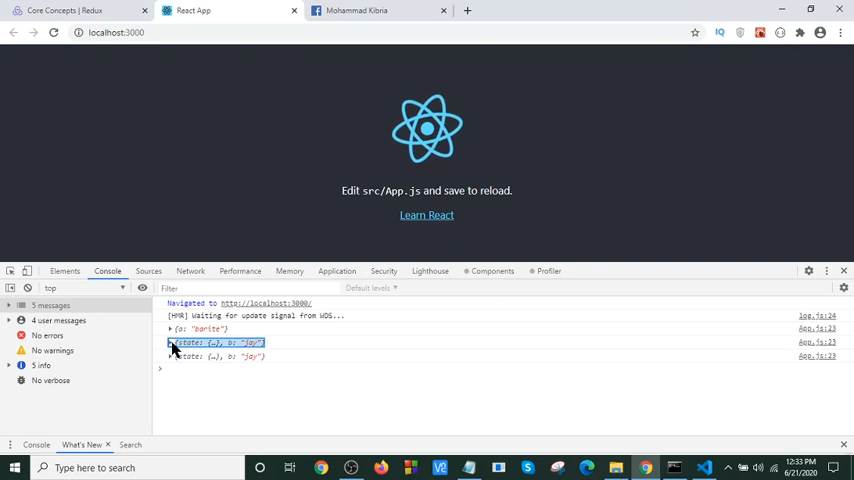 Core Concepts | Redux
React App
Mohammad Kibria
localhost:3000
IQ
Edit src/App.js and save to reload.
Learn React
Elements Console Sources Network Performance Memory Application Security Lighthouse Components Profiler
top Filter Default levels
5 messages
4 user messages
No errors
No warnings
5 info
No verbose
Navigated to http://localhost:3000/
[HMR] Waiting for update signal from WDS... log.js:24
{a: "barite"} App.js:23
{state: {…}, b: "jay"} App.js:23
{state: {…}, b: "jay"} App.js:23
Console What's New Search
Type here to search
12:33 PM
6/21/2020